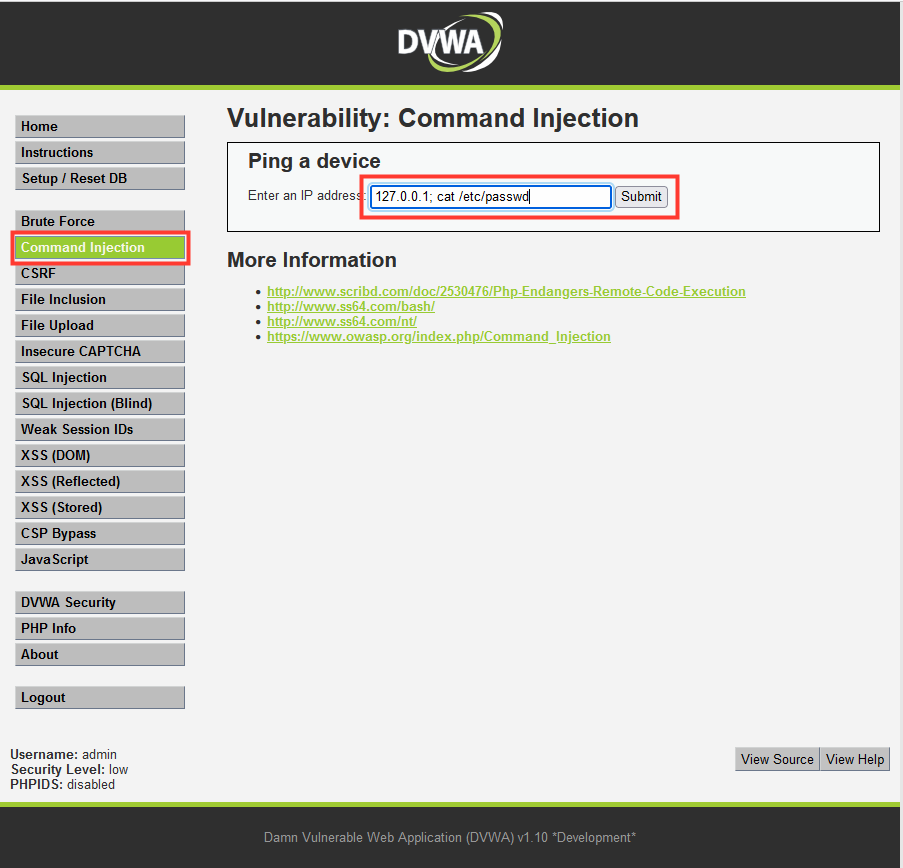 DVWA
Vulnerability: Command Injection
Home
Instructions
Setup / Reset DB
Brute Force
Command Injection
CSRF
File Inclusion
File Upload
Insecure CAPTCHA
SQL Injection
SQL Injection (Blind)
Weak Session IDs
XSS (DOM)
XSS (Reflected)
XSS (Stored)
CSP Bypass
JavaScript
DVWA Security
PHP Info
About
Logout
Ping a device
Enter an IP address: 127.0.0.1; cat /etc/passwd Submit
More Information
http://www.scribd.com/doc/2530476/Php-Endangers-Remote-Code-Execution
http://www.ss64.com/bash/
http://www.ss64.com/nt/
https://www.owasp.org/index.php/Command_Injection
Username: admin
Security Level: low
PHPIDS: disabled
View Source View Help
Damn Vulnerable Web Application (DVWA) v1.10 *Development*